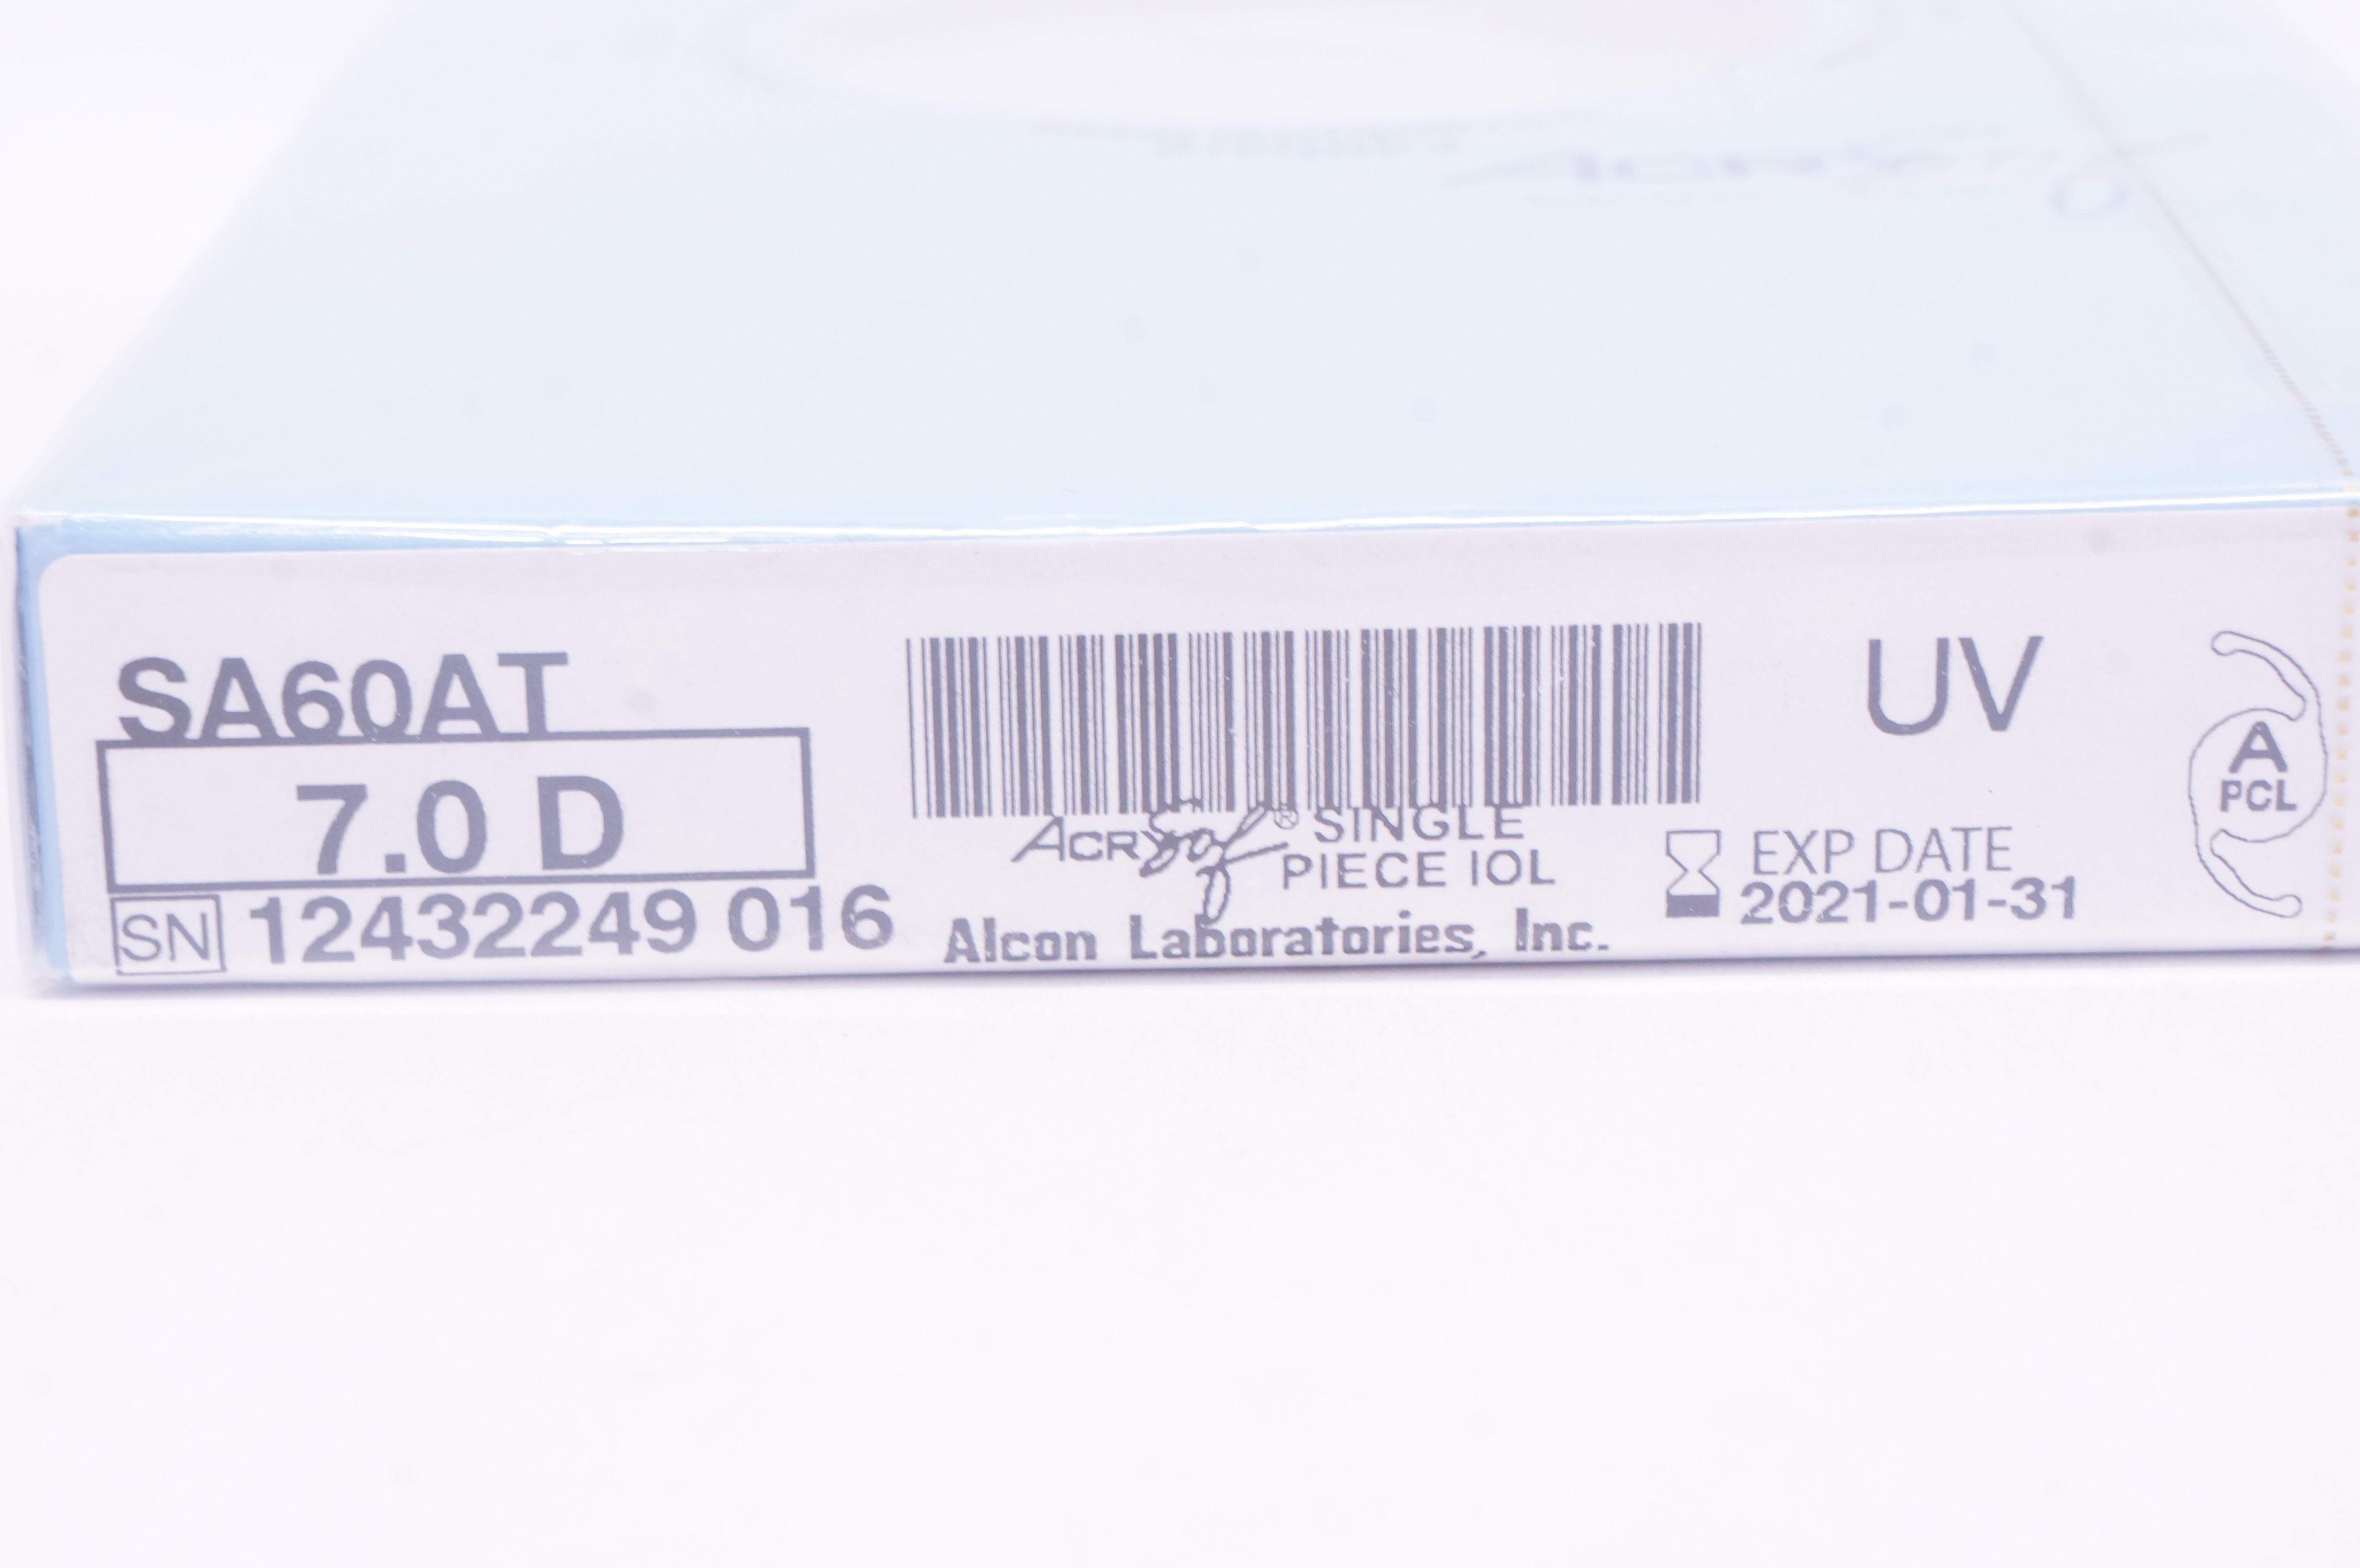 SA60AT
7.0 D
SN 12432249 016
ACRYSof® SINGLE
PIECE IOL
Alcon Laboratories, Inc.
UV
EXP DATE
2021-01-31
A
PCL